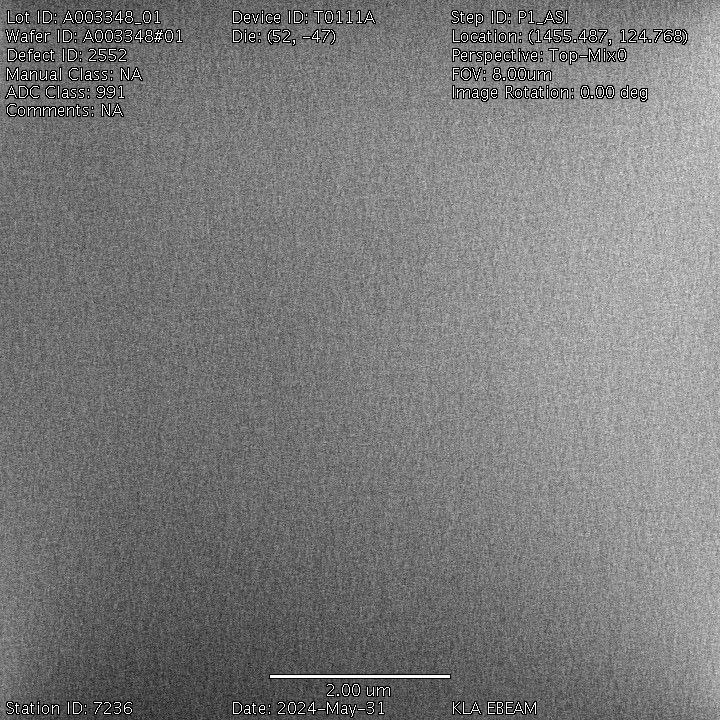 Lot ID: A003348_01
Wafer ID: A003348#01
Defect ID: 2552
Manual Class: NA
ADC Class: 991
Comments: NA
Device ID: T0111A
Die: (52, -47)
Step ID: P1_ASI
Location: (1455.487, 124.768)
Perspective: Top-Mix0
FOV: 8.00um
Image Rotation: 0.00 deg
2.00 um
Station ID: 7236
Date: 2024-May-31
KLA EBEAM